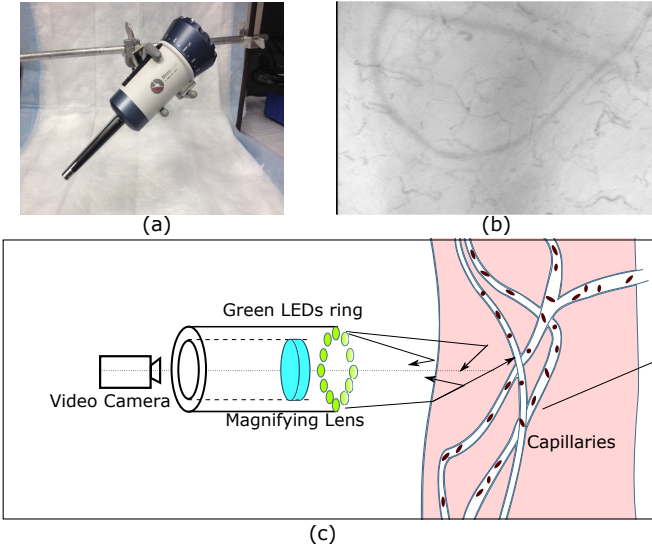 (a)
(b)
Green LEDs ring
Video Camera
Magnifying Lens
Capillaries
(c)